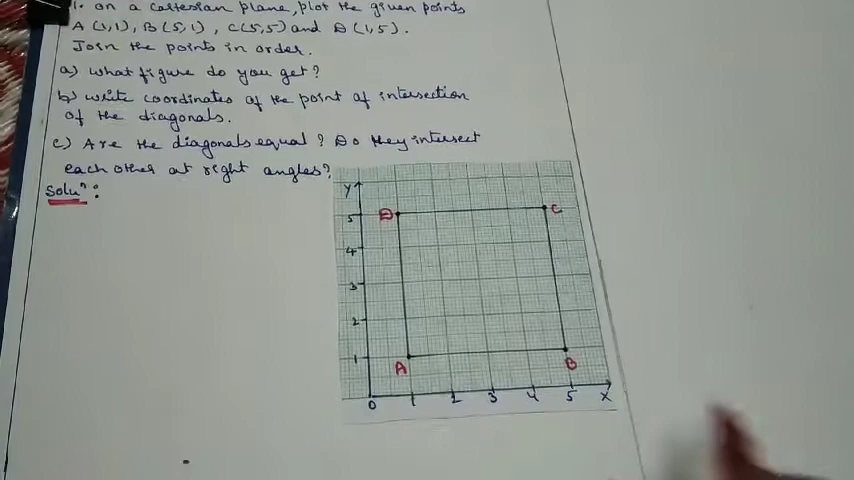 1. on a cartesian plane, plot the given points
A (1,1), B (5,1), C (5,5) and D (1,5).
Join the points in order.
a) what figure do you get?
b) write coordinates of the point of intersection
of the diagonals.
c) Are the diagonals equal? Do they intersect
each other at right angles?
Soluⁿ:
Y
5 D C
4
3
2
1 A B
0 1 2 3 4 5 X